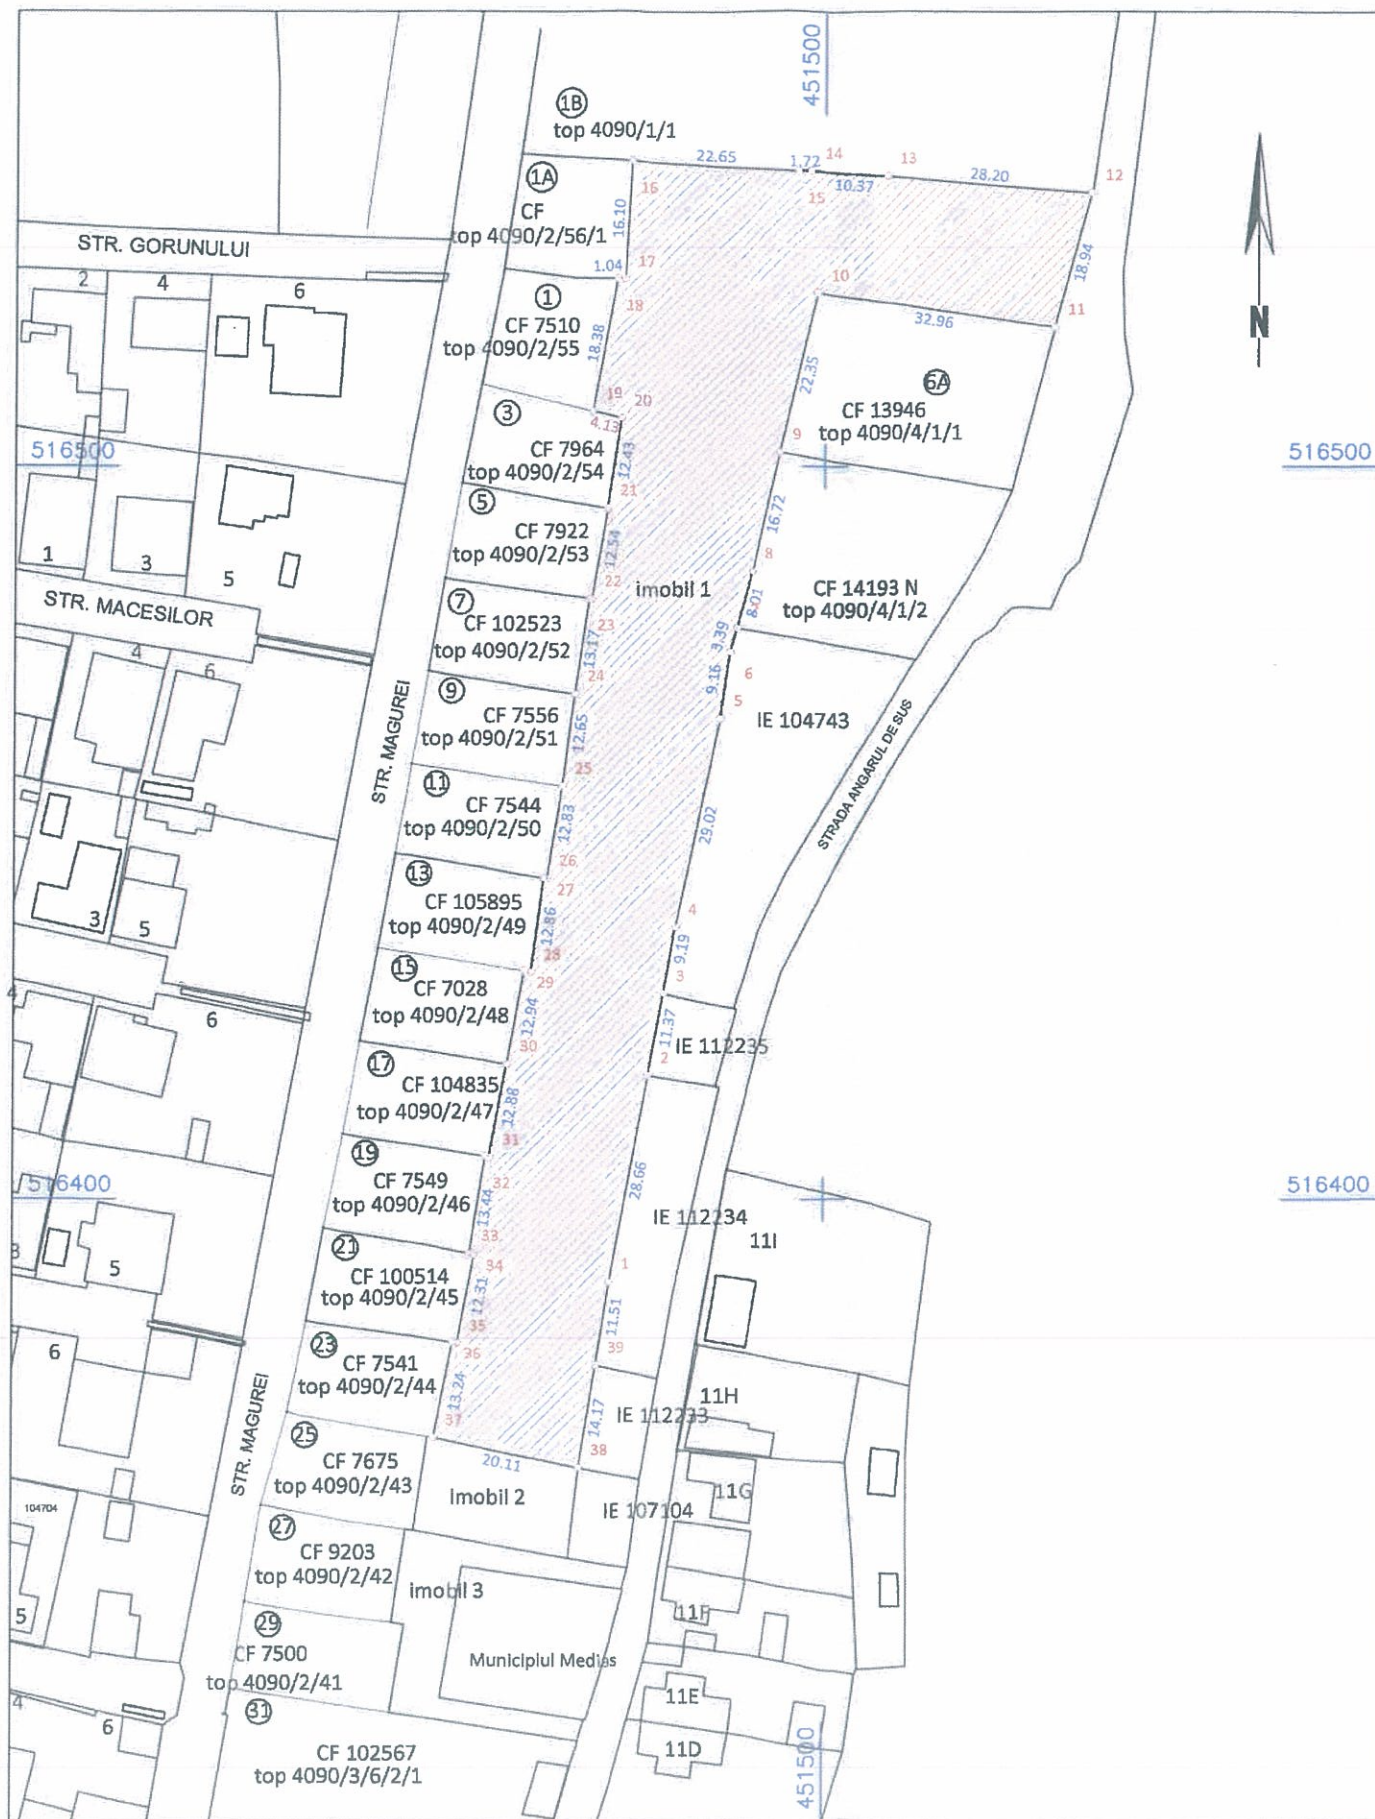 451500
1B
top 4090/1/1
22.65
1.72
14
13
10.37
28.20
12
1A
CF
top 4090/2/56/1
16
16.10
15
STR. GORUNULUI
1.04
17
18
10
18.94
11
32.96
2
4
6
1
CF 7510
top 4090/2/55
18.38
N
22.35
6A
CF 13946
top 4090/4/1/1
19
20
4.13
3
CF 7964
top 4090/2/54
12.43
9
516500
516500
21
5
CF 7922
top 4090/2/53
12.54
16.72
8
1
3
5
22
imobil 1
CF 14193 N
top 4090/4/1/2
STR. MACESILOR
7
CF 102523
top 4090/2/52
23
13.17
8.01
3.39
4
6
24
9.16
6
5
9
CF 7556
top 4090/2/51
12.65
IE 104743
STR. MAGUREI
STRADA ANGARUL DE SUS
25
11
CF 7544
top 4090/2/50
12.83
29.02
26
27
13
CF 105895
top 4090/2/49
12.86
3
5
4
9.19
28
29
3
15
CF 7028
top 4090/2/48
12.94
4
6
11.37
IE 112235
30
2
17
CF 104835
top 4090/2/47
12.88
31
19
CF 7549
top 4090/2/46
32
13.44
28.66
516400
516400
IE 112234
11I
33
34
21
CF 100514
top 4090/2/45
12.31
3
5
1
11.51
35
36
39
23
CF 7541
top 4090/2/44
13.24
6
STR. MAGUREI
37
14.17
11H
IE 112233
38
20.11
25
CF 7675
top 4090/2/43
Imobil 2
IE 107104
11G
104704
27
CF 9203
top 4090/2/42
imobil 3
11F
5
29
CF 7500
top 4090/2/41
Municipiul Medias
11E
4
6
31
11D
CF 102567
top 4090/3/6/2/1
451500